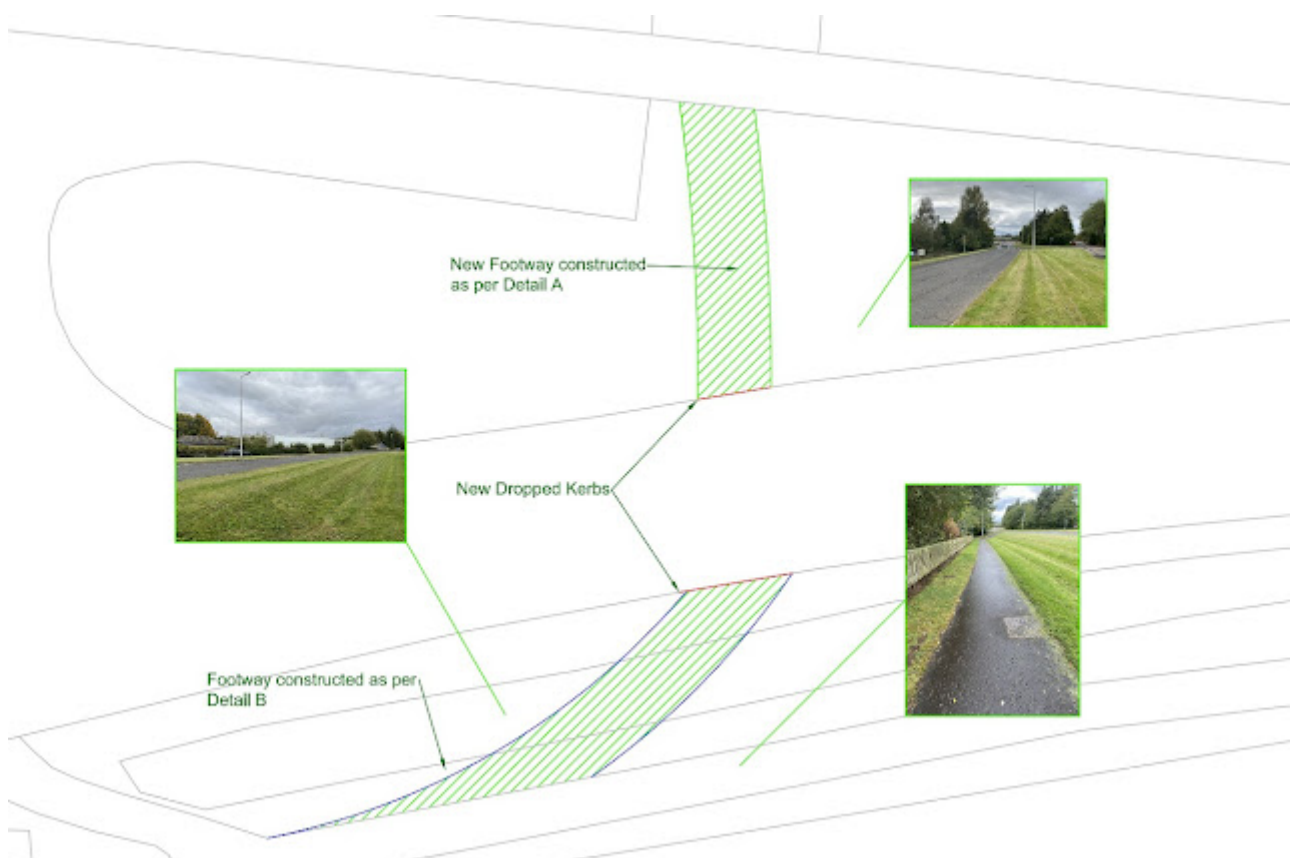 New Footway constructed
as per Detail A
New Dropped Kerbs
Footway constructed as per
Detail B